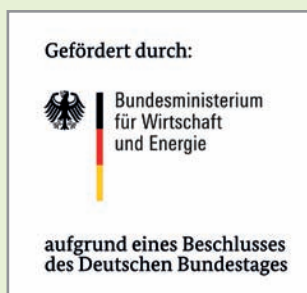 Gefördert durch:
Bundesministerium
für Wirtschaft
und Energie
aufgrund eines Beschlusses
des Deutschen Bundestages